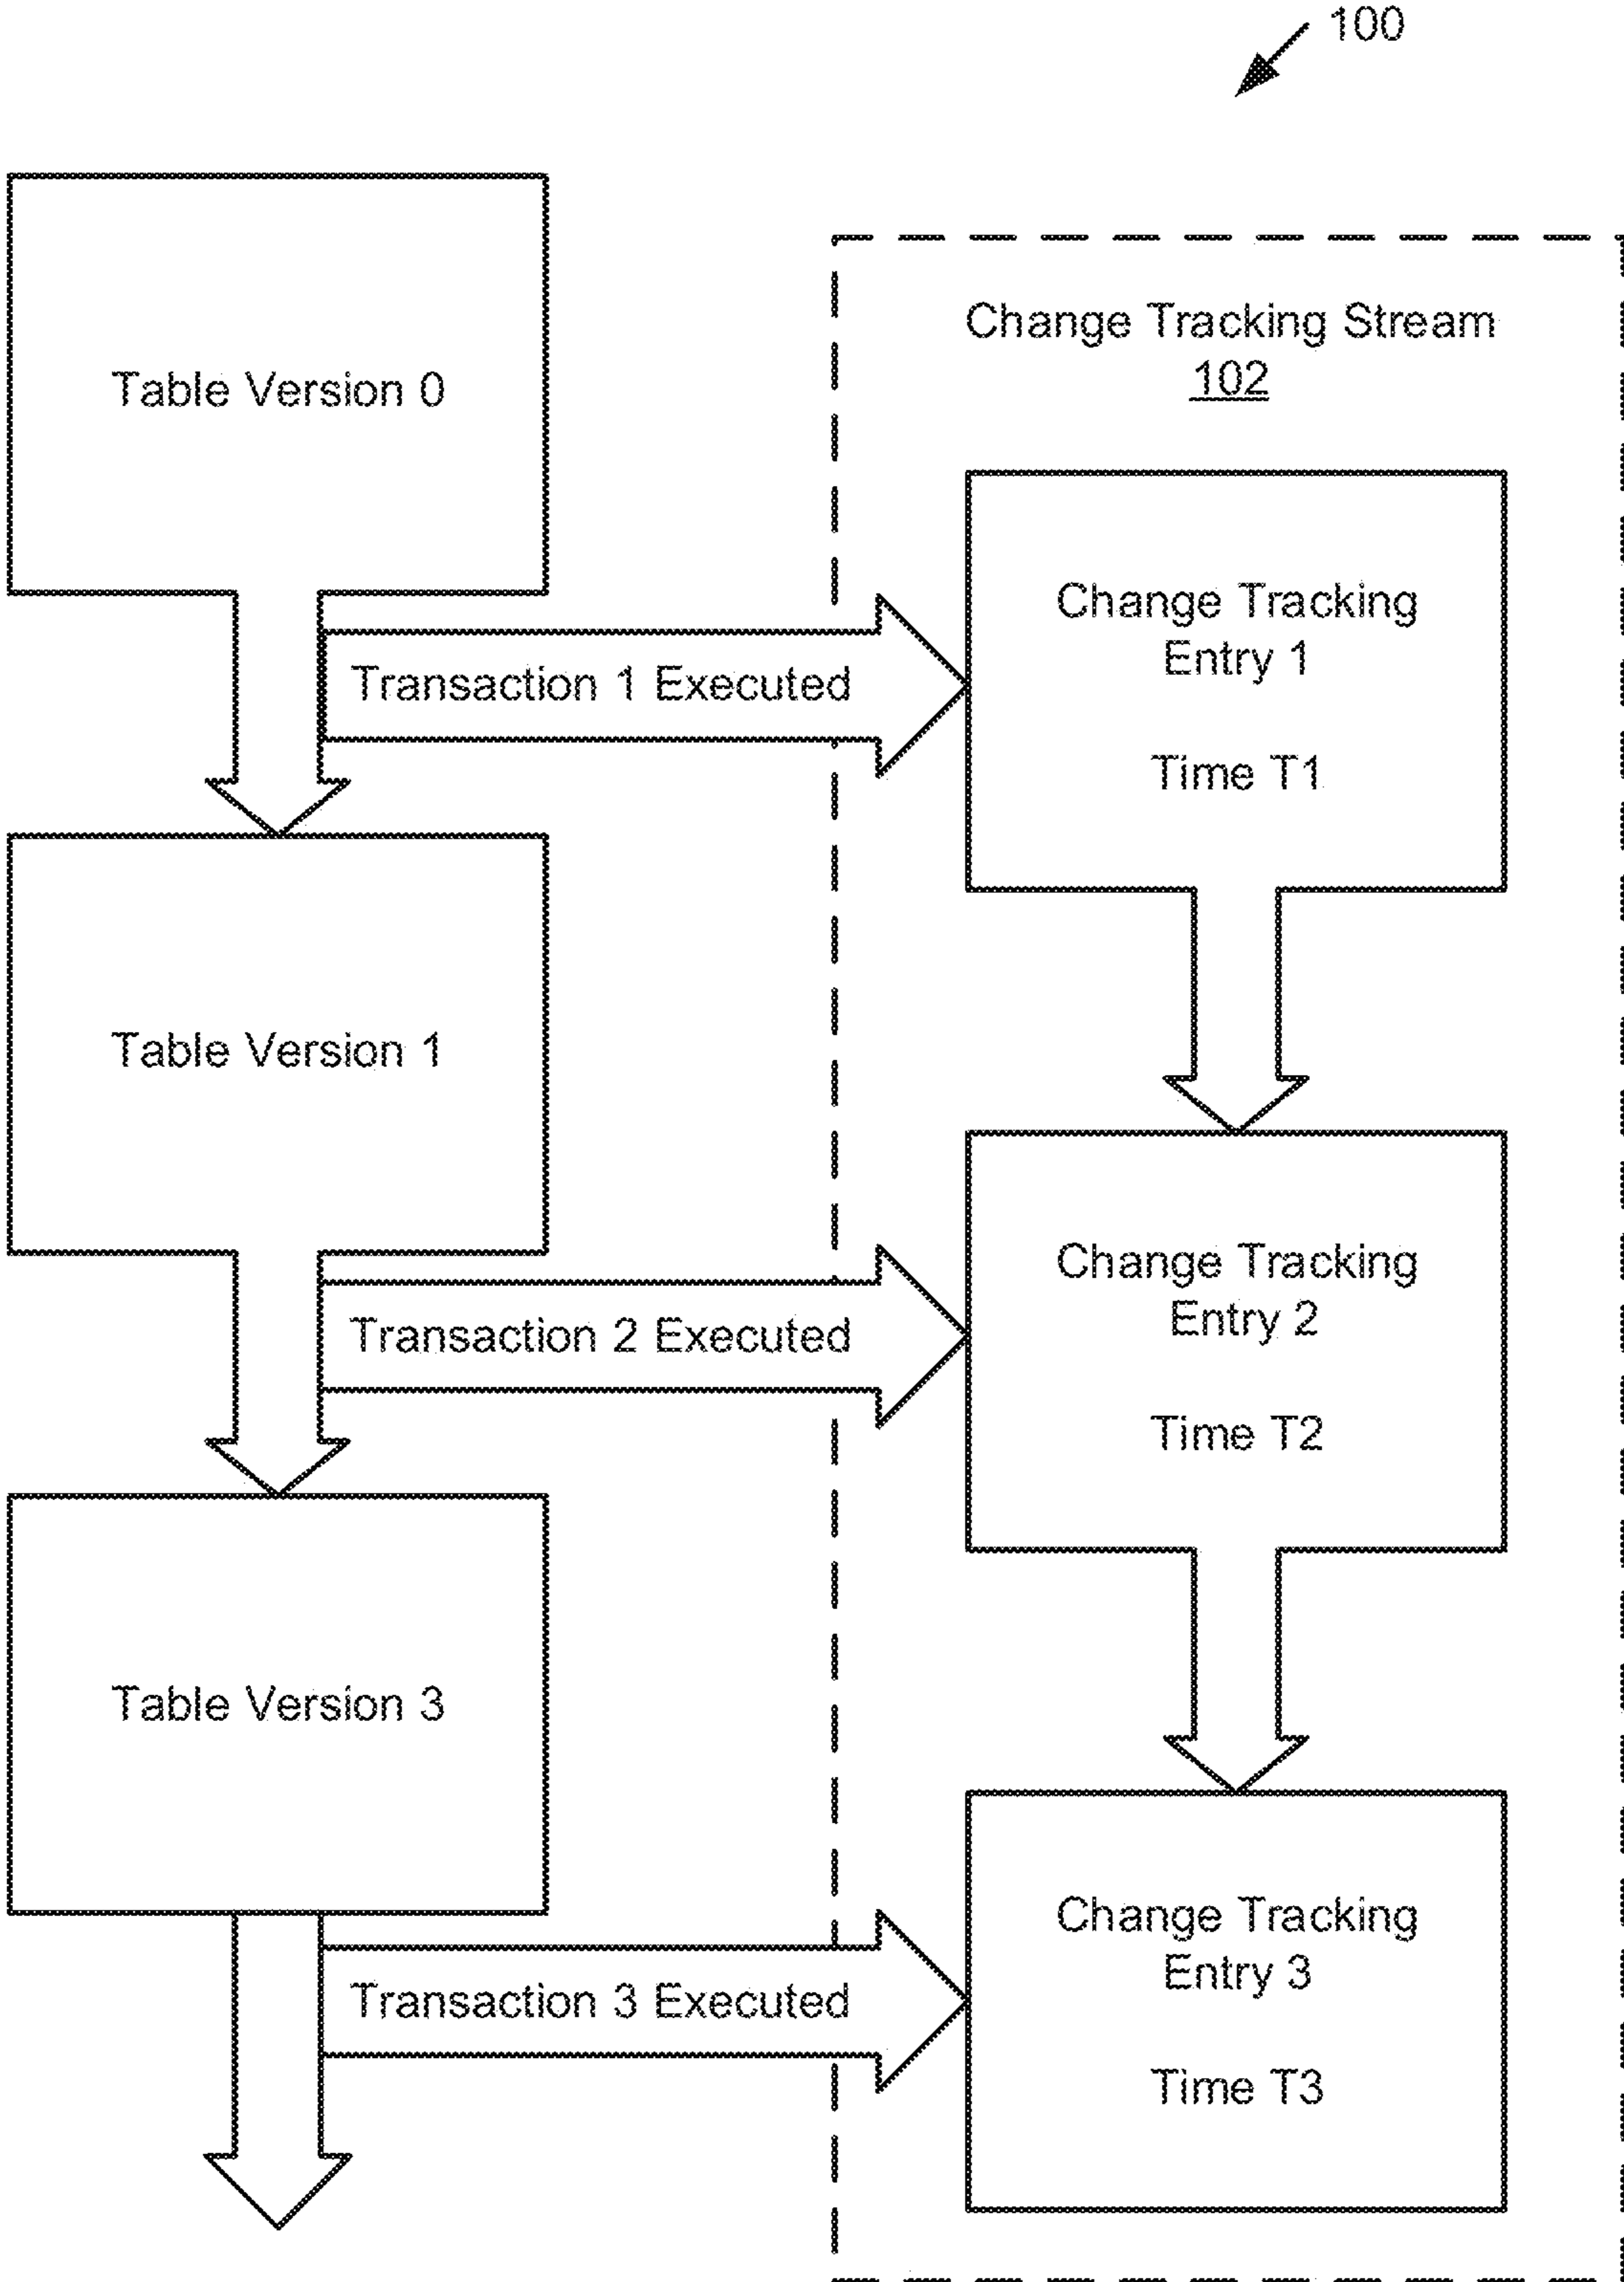 100
Table Version 0
Change Tracking Stream
102
Change Tracking
Entry 1
Time T1
Transaction 1 Executed
Table Version 1
Change Tracking
Entry 2
Time T2
Transaction 2 Executed
Table Version 3
Change Tracking
Entry 3
Time T3
Transaction 3 Executed